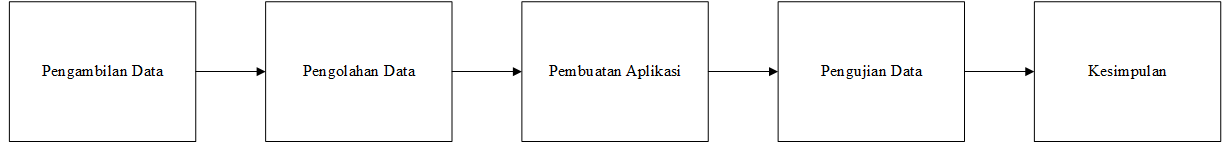 Pengambilan Data
Pengolahan Data
Pembuatan Aplikasi
Pengujian Data
Kesimpulan